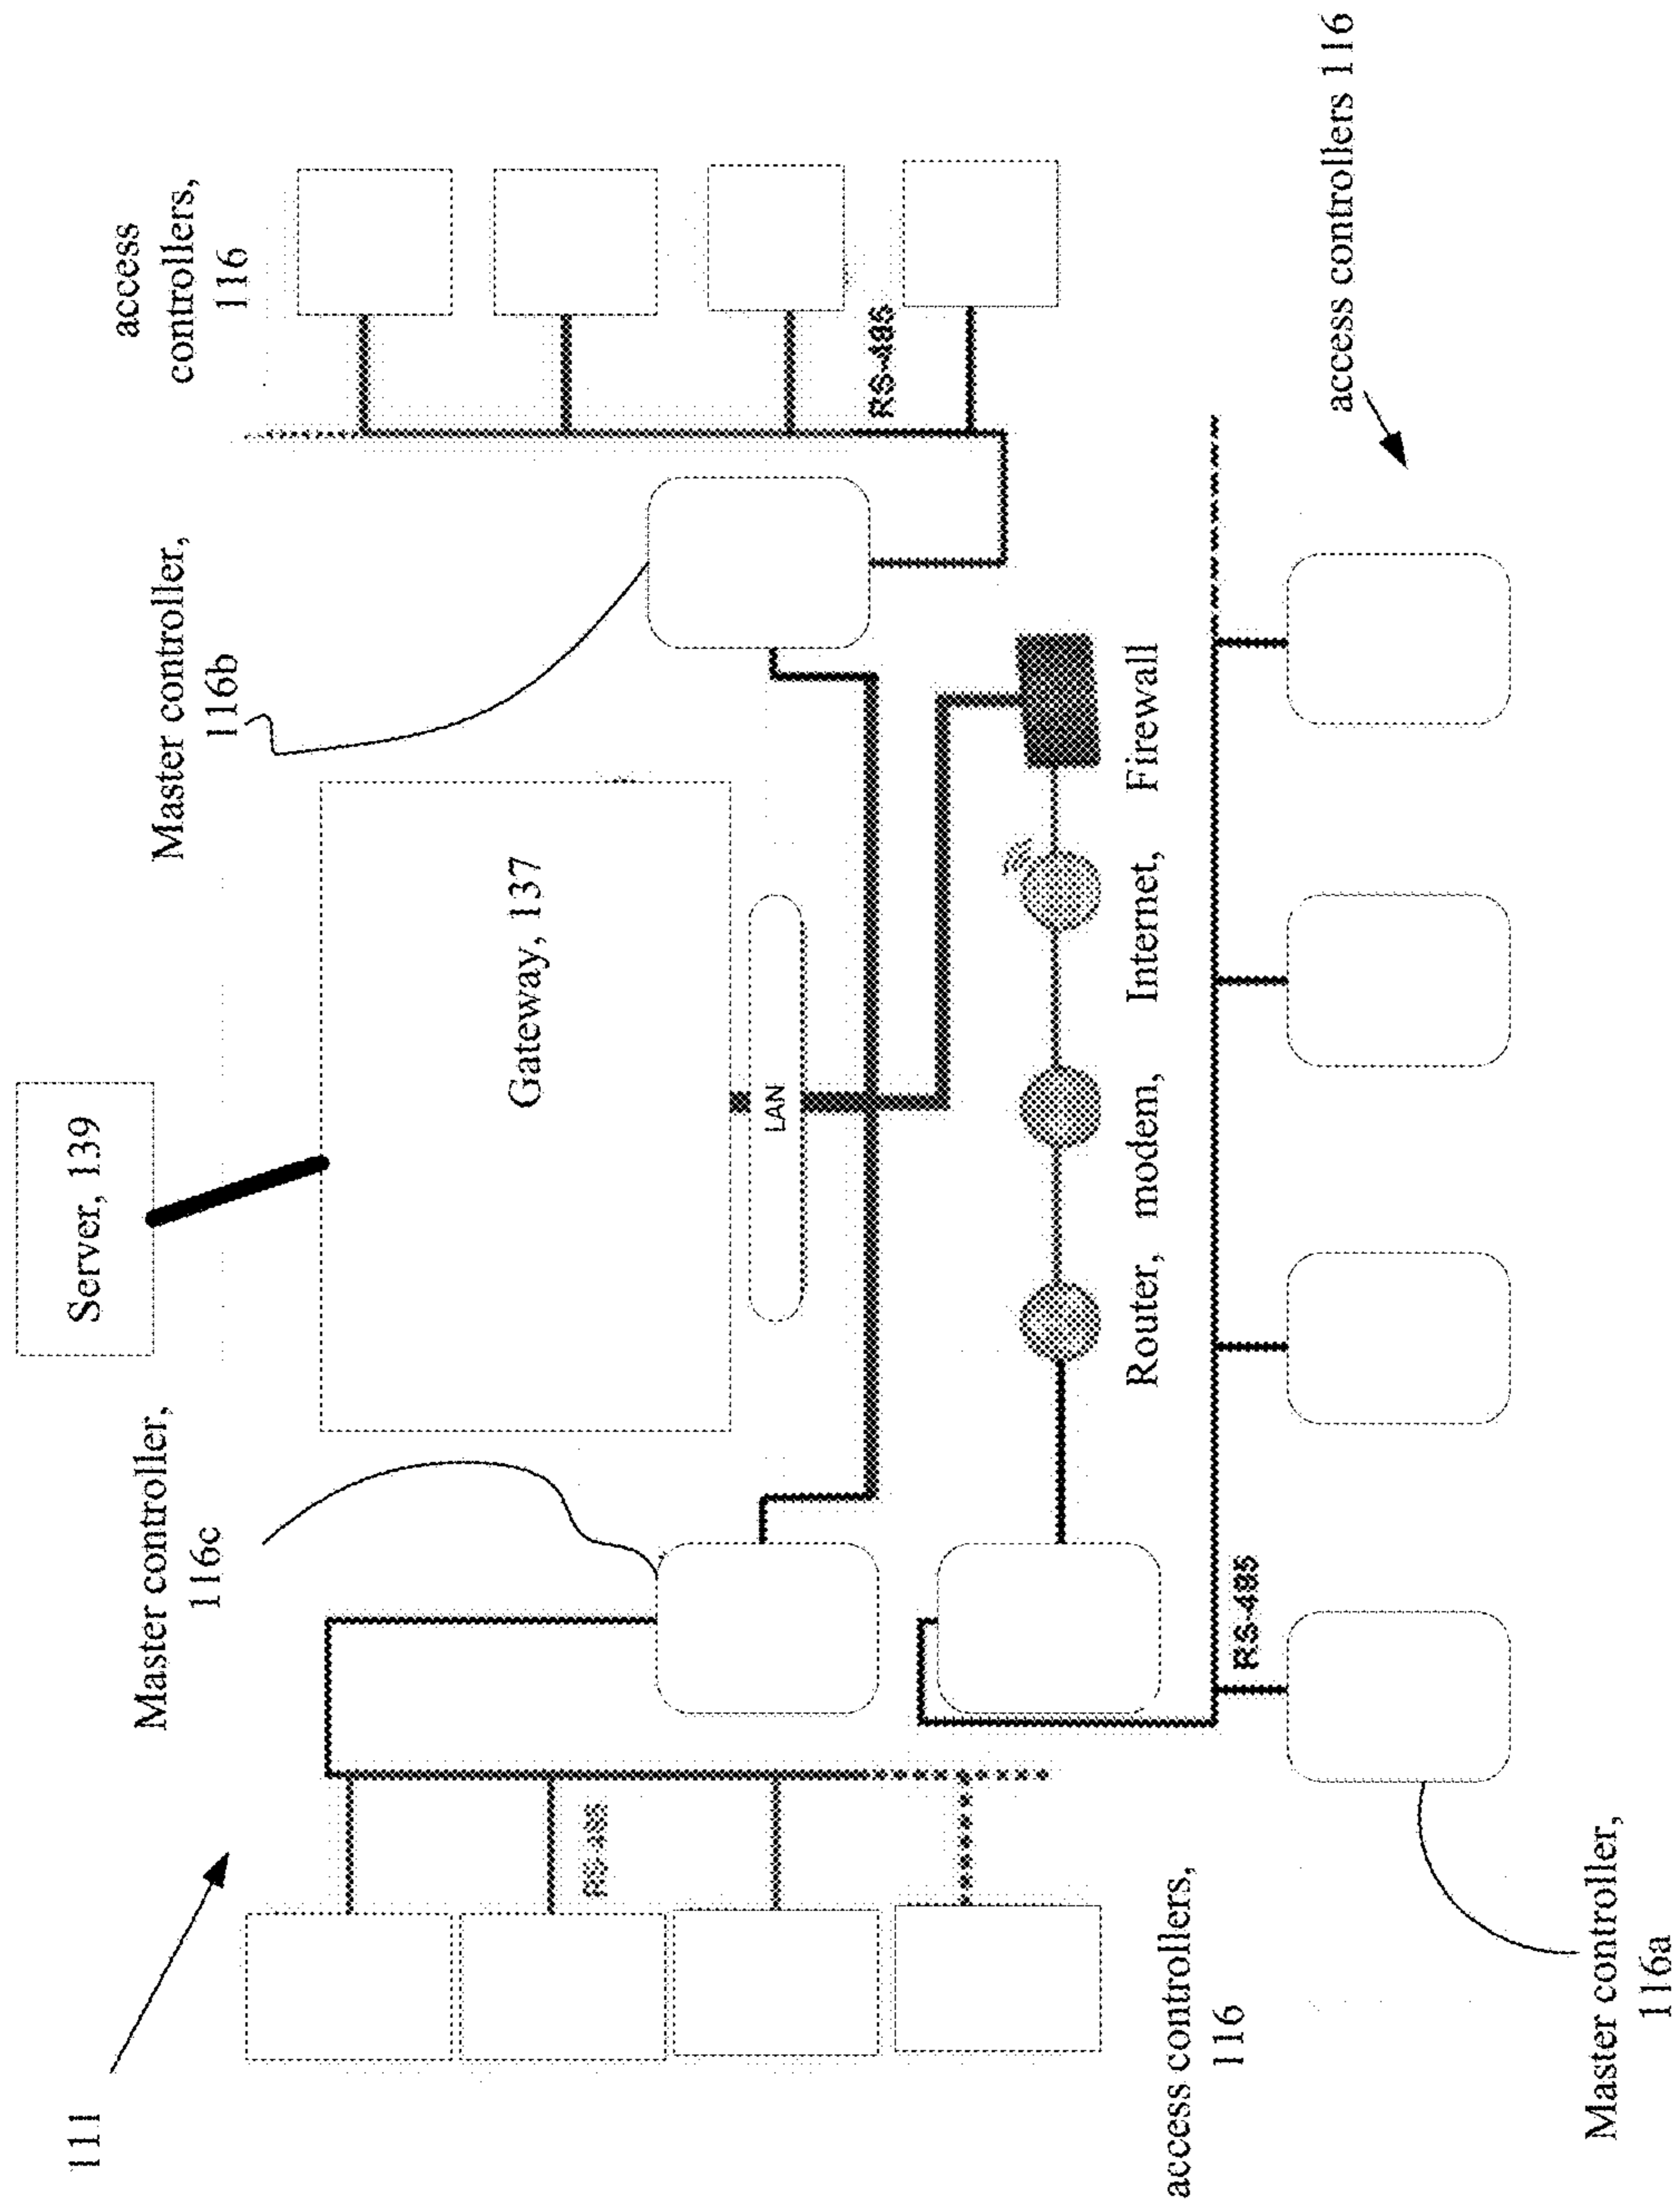 111
Server, 139
Master controller,
116c
Master controller,
116b
access
controllers,
116
Gateway, 137
LAN
RS-485
RS-485
Router, modem, Internet, Firewall
RS-485
access controllers,
116
access controllers 116
Master controller,
116a